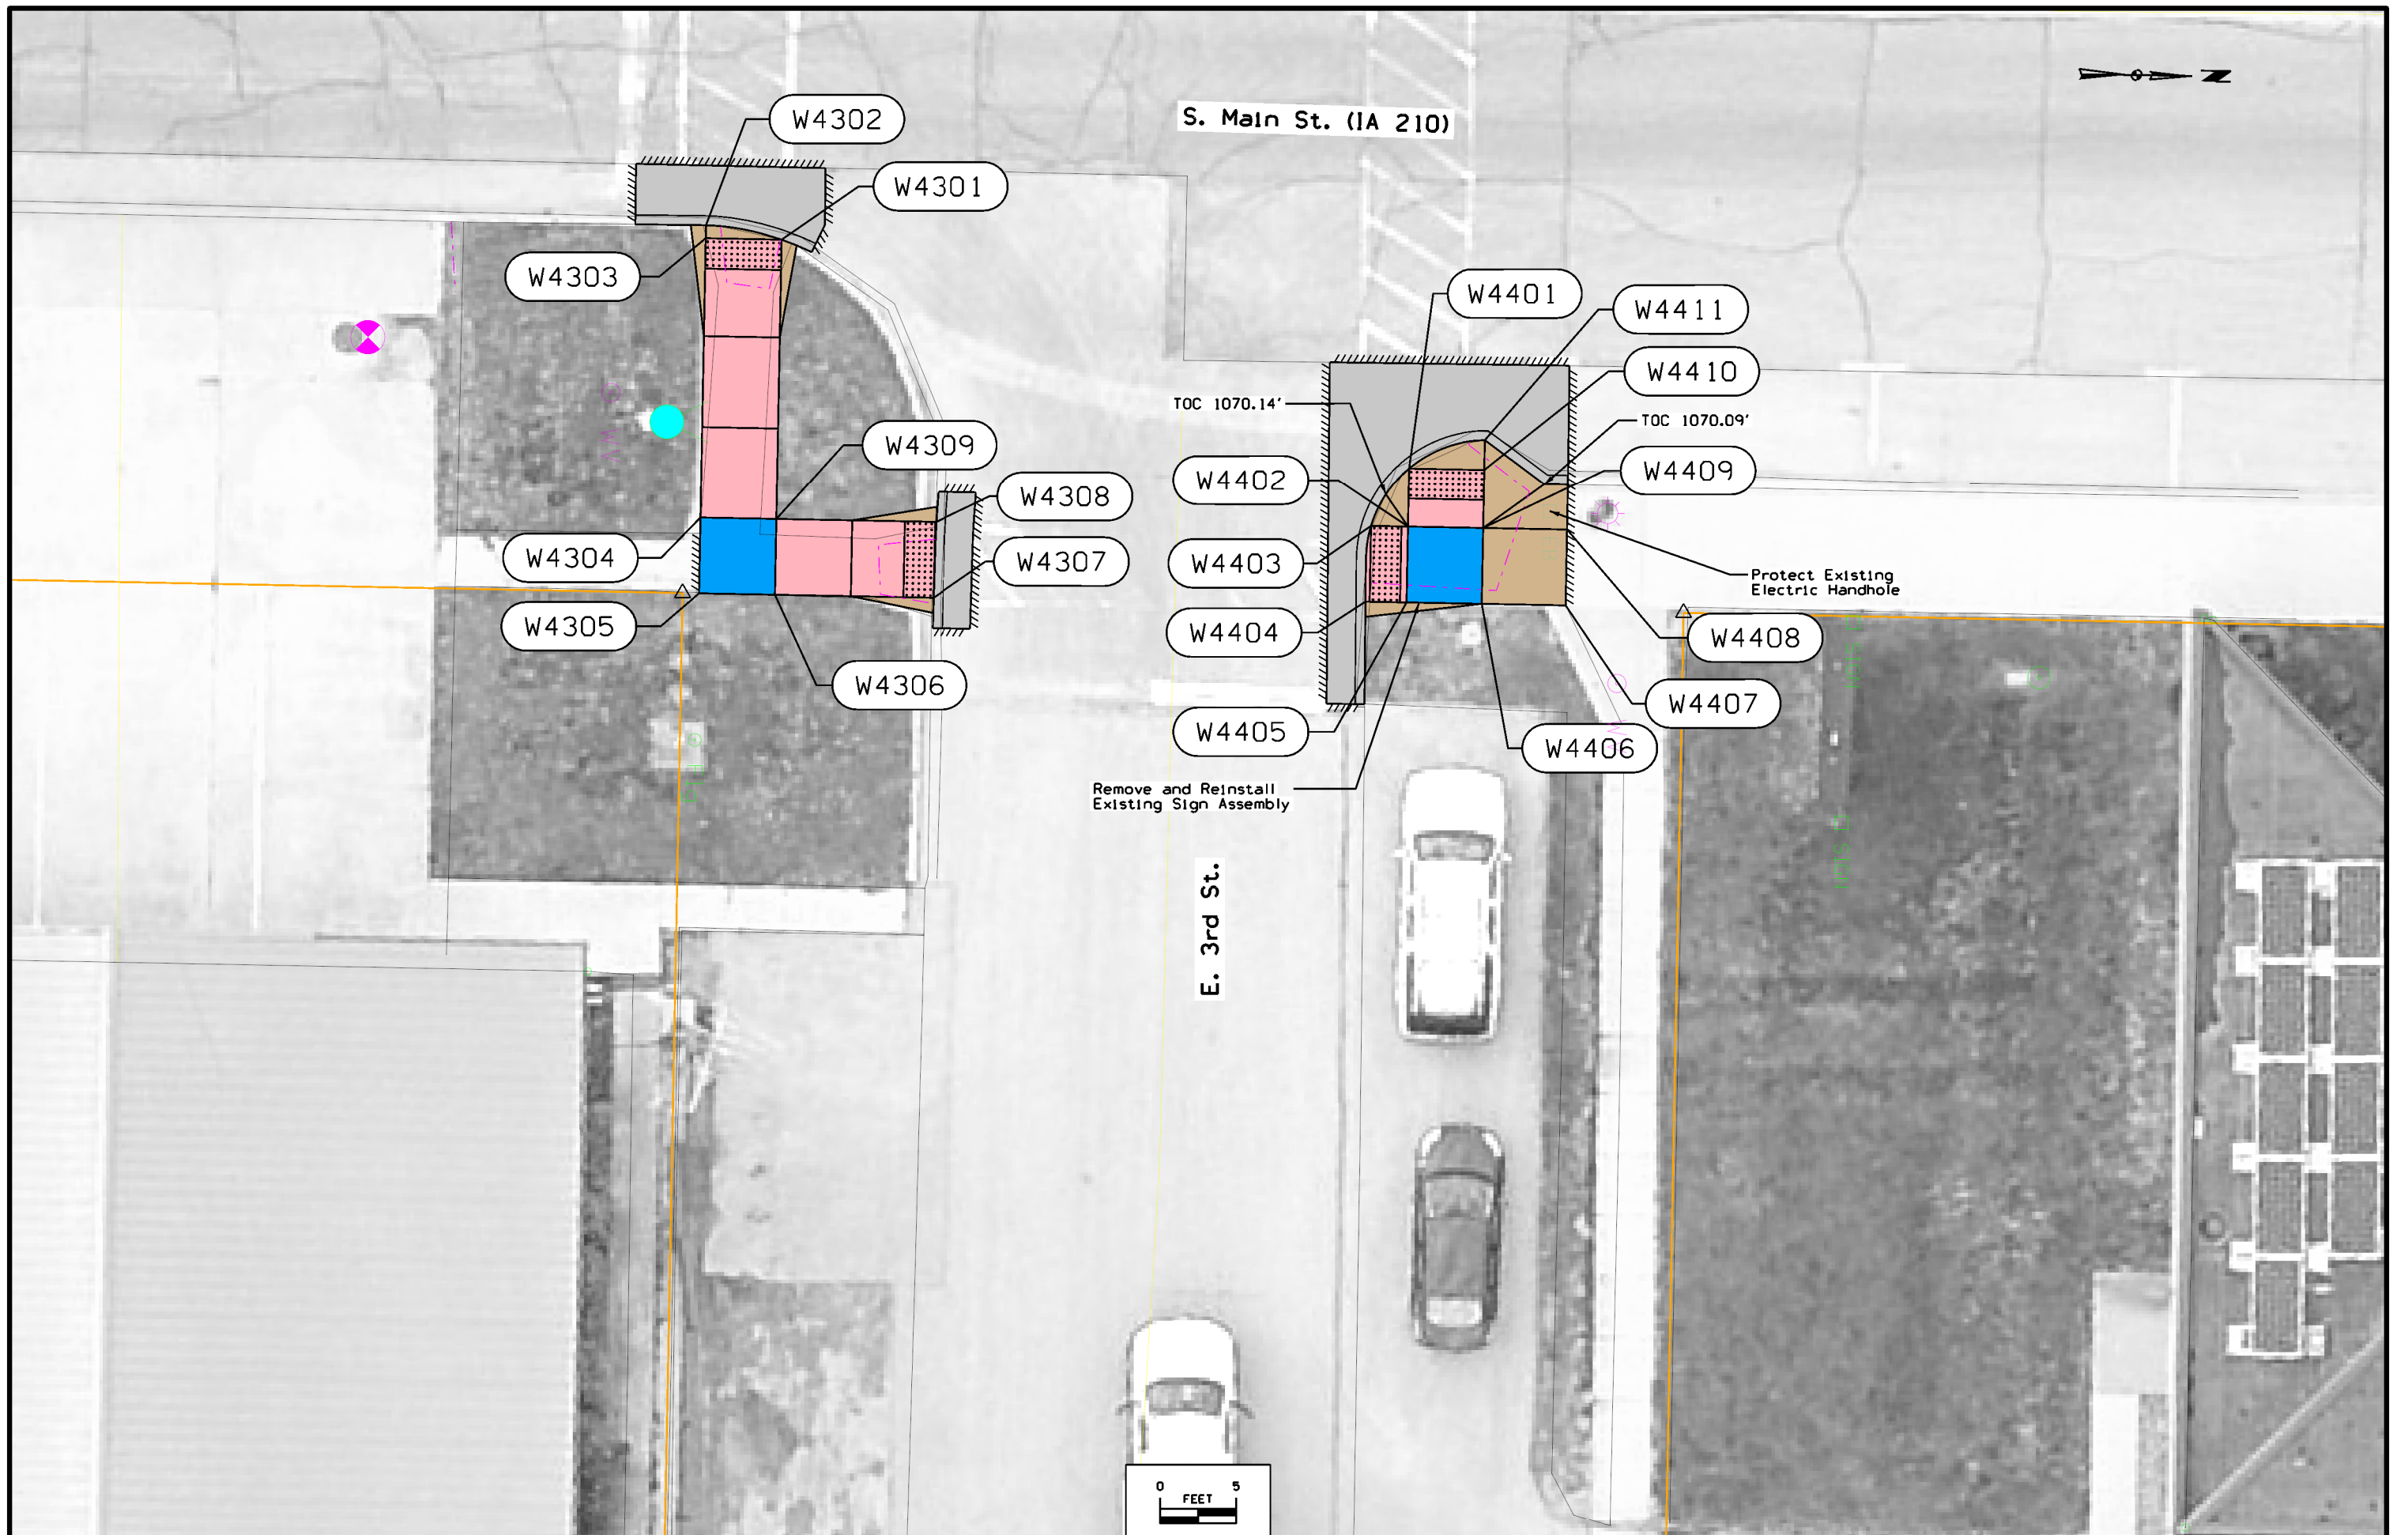 N
S. Main St. (IA 210)
W4302
W4301
W4303
W4309
W4308
W4304
W4307
W4305
W4306
W4401
W4411
W4410
TOC 1070.14'
TOC 1070.09'
W4402
W4409
W4403
Protect Existing
Electric Handhole
W4404
W4408
W4407
W4405
W4406
Remove and Reinstall
Existing Sign Assembly
E. 3rd St.
0 5
FEET